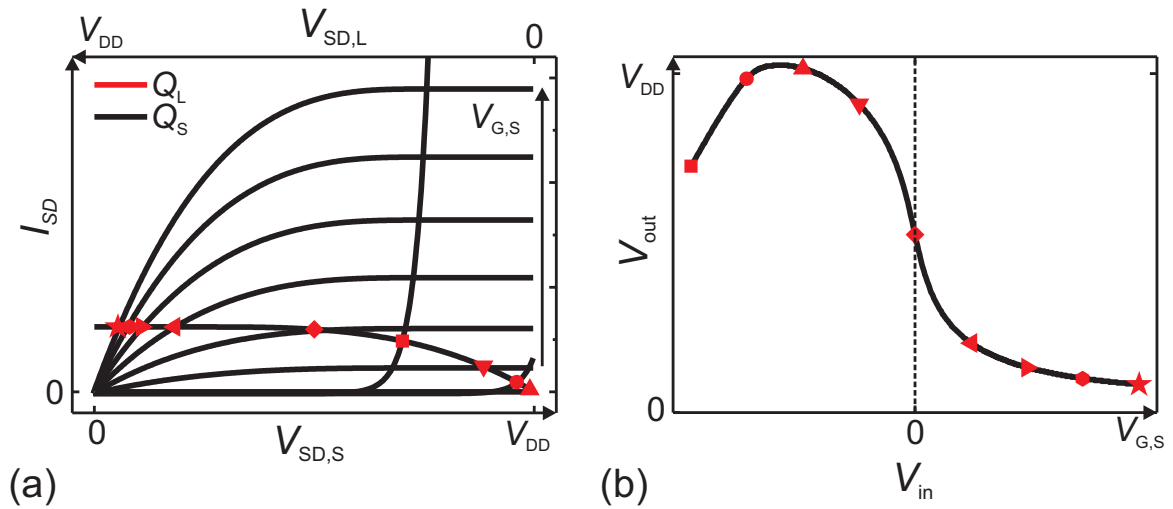 V_DD V_SD,L 0
Q_L
Q_S
V_G,S
I_SD
0
0 V_SD,S V_DD
(a)
V_DD
V_out
0
0 V_G,S
V_in
(b)